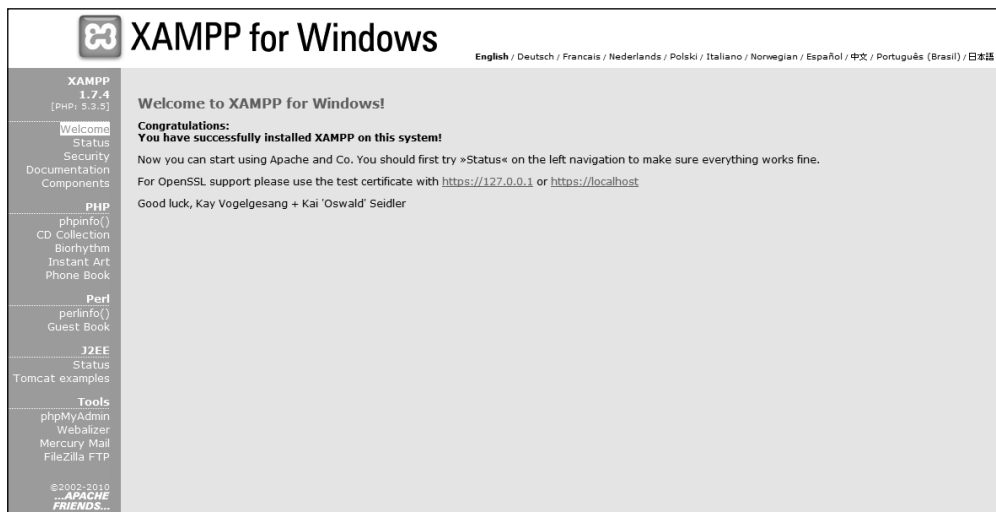 XAMPP for Windows
English / Deutsch / Francais / Nederlands / Polski / Italiano / Norwegian / Español / 中文 / Português (Brasil) / 日本語
XAMPP
1.7.4
[PHP: 5.3.5]
Welcome
Status
Security
Documentation
Components
PHP
phpinfo()
CD Collection
Biorhythm
Instant Art
Phone Book
Perl
perlinfo()
Guest Book
J2EE
Status
Tomcat examples
Tools
phpMyAdmin
Webalizer
Mercury Mail
FileZilla FTP
©2002-2010
...APACHE
FRIENDS...
Welcome to XAMPP for Windows!
Congratulations:
You have successfully installed XAMPP on this system!
Now you can start using Apache and Co. You should first try »Status« on the left navigation to make sure everything works fine.
For OpenSSL support please use the test certificate with https://127.0.0.1 or https://localhost
Good luck, Kay Vogelgesang + Kai 'Oswald' Seidler